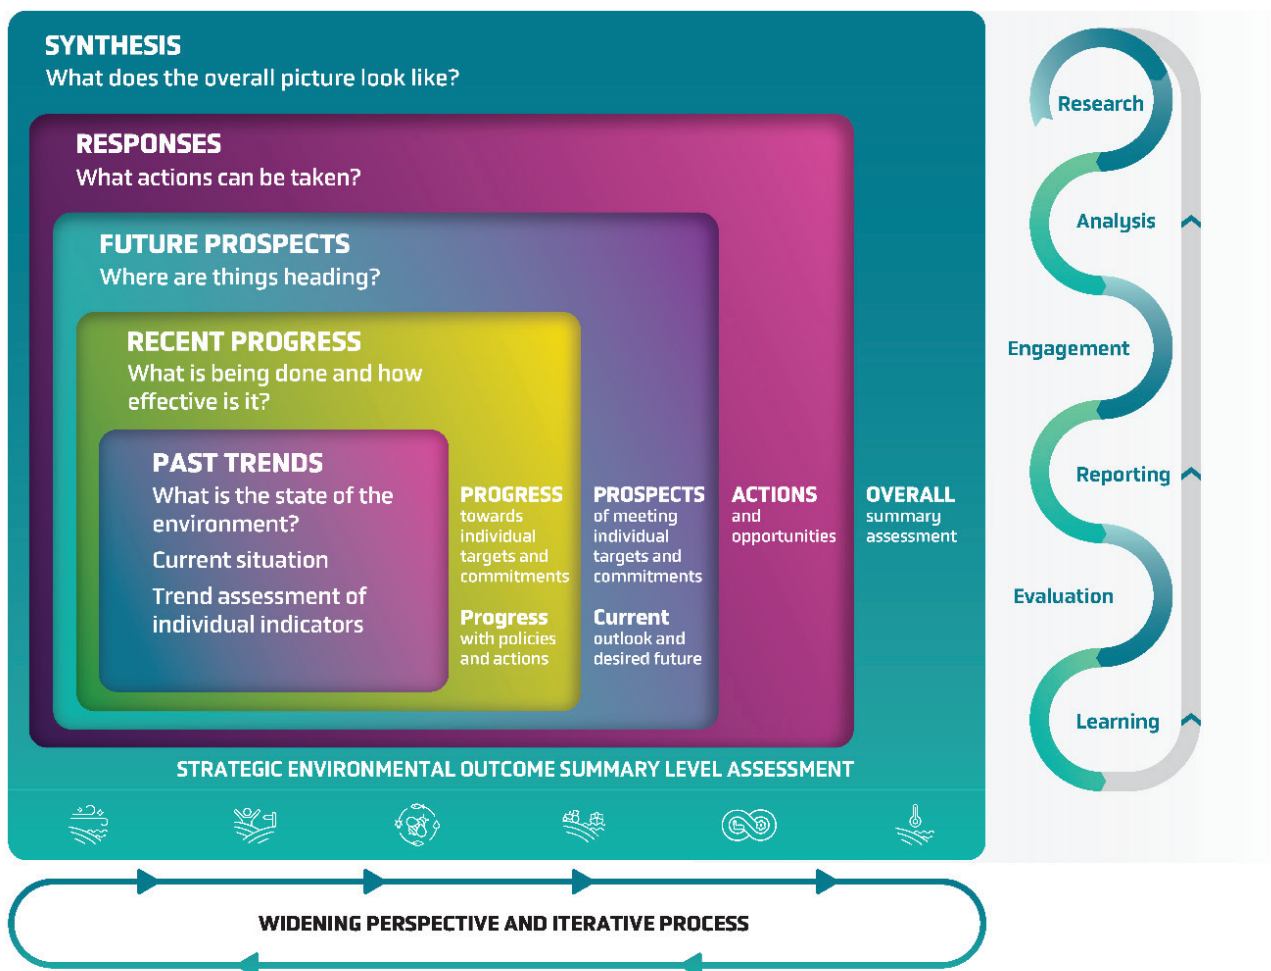 SYNTHESIS
What does the overall picture look like?
RESPONSES
What actions can be taken?
FUTURE PROSPECTS
Where are things heading?
RECENT PROGRESS
What is being done and how
effective is it?
PAST TRENDS
What is the state of the
environment?
Current situation
Trend assessment of
individual indicators
PROGRESS
towards
individual
targets and
commitments
Progress
with policies
and actions
PROSPECTS
of meeting
individual
targets and
commitments
Current
outlook and
desired future
ACTIONS
and
opportunities
OVERALL
summary
assessment
STRATEGIC ENVIRONMENTAL OUTCOME SUMMARY LEVEL ASSESSMENT
WIDENING PERSPECTIVE AND ITERATIVE PROCESS
Research
Analysis
Engagement
Reporting
Evaluation
Learning